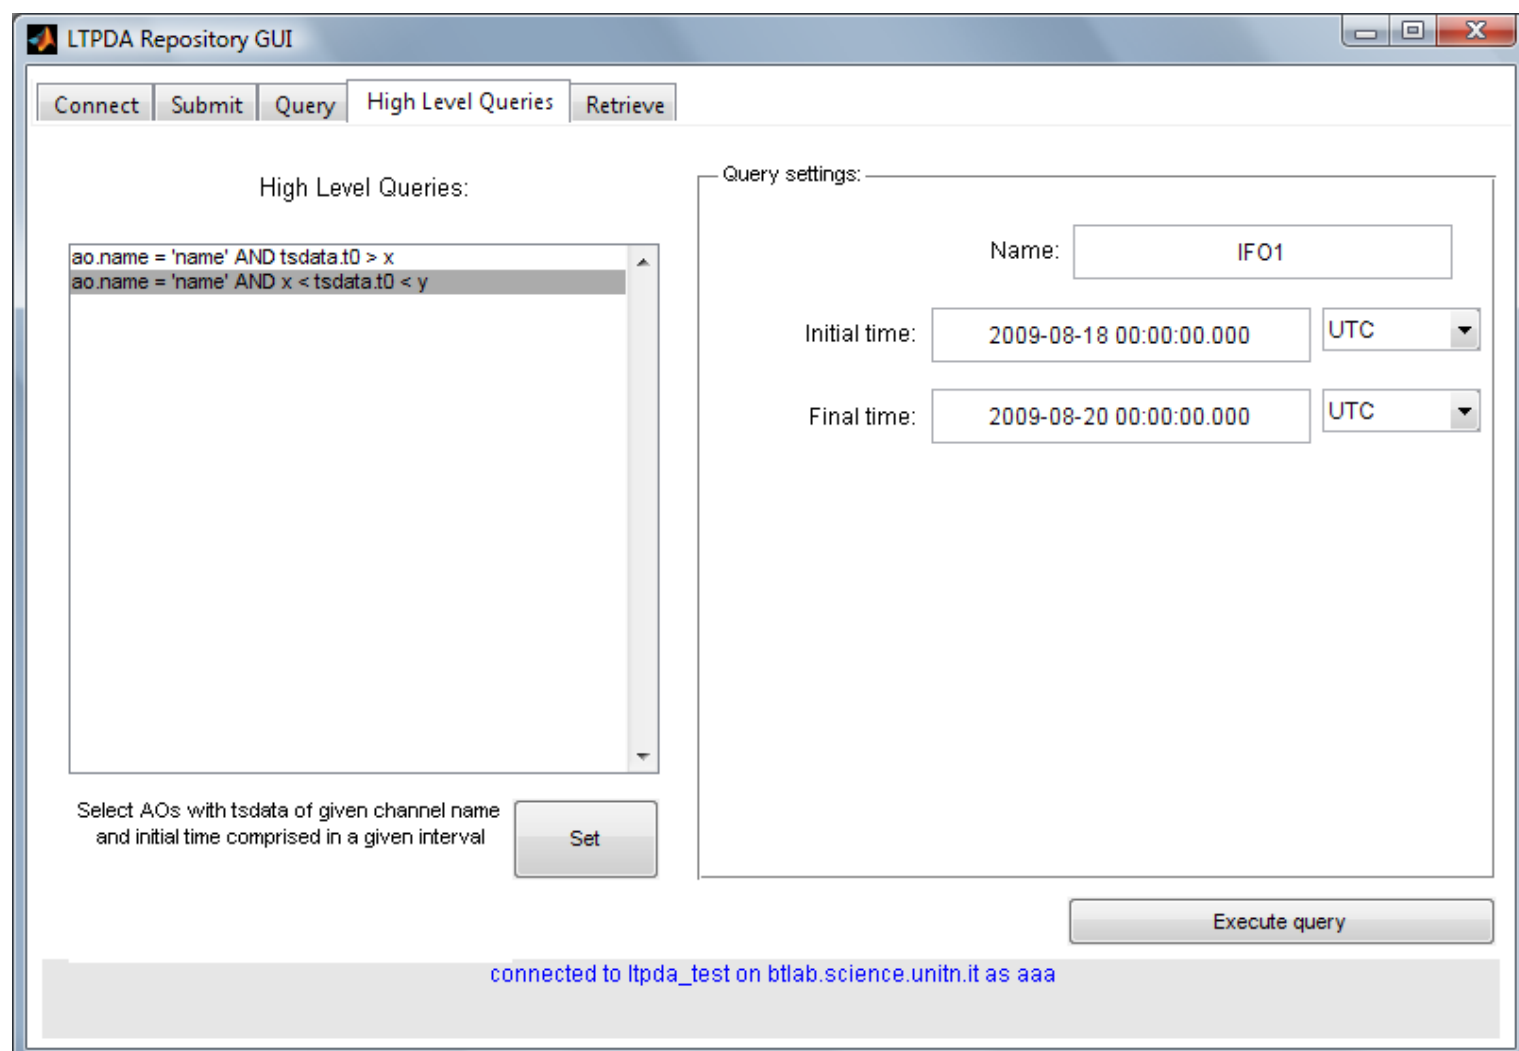 LTPDA Repository GUI
Connect Submit Query High Level Queries Retrieve
High Level Queries:
ao.name = 'name' AND tsdata.t0 > x
ao.name = 'name' AND x < tsdata.t0 < y
Select AOs with tsdata of given channel name
and initial time comprised in a given interval
Set
Query settings:
Name: IFO1
Initial time: 2009-08-18 00:00:00.000 UTC
Final time: 2009-08-20 00:00:00.000 UTC
Execute query
connected to ltpda_test on btlab.science.unitn.it as aaa